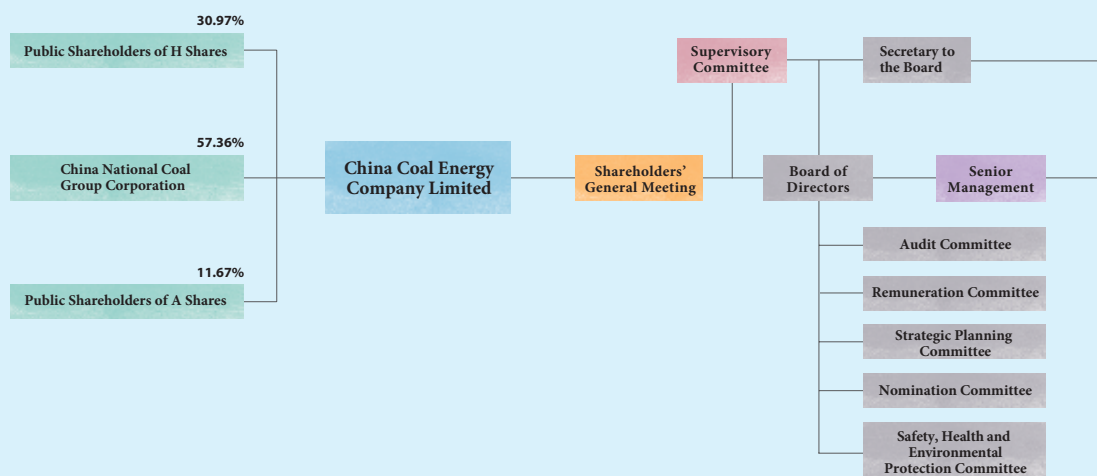 30.97%
Public Shareholders of H Shares
57.36%
China National Coal
Group Corporation
11.67%
Public Shareholders of A Shares
China Coal Energy
Company Limited
Supervisory
Committee
Secretary to
the Board
Shareholders'
General Meeting
Board of
Directors
Senior
Management
Audit Committee
Remuneration Committee
Strategic Planning
Committee
Nomination Committee
Safety, Health and
Environmental
Protection Committee